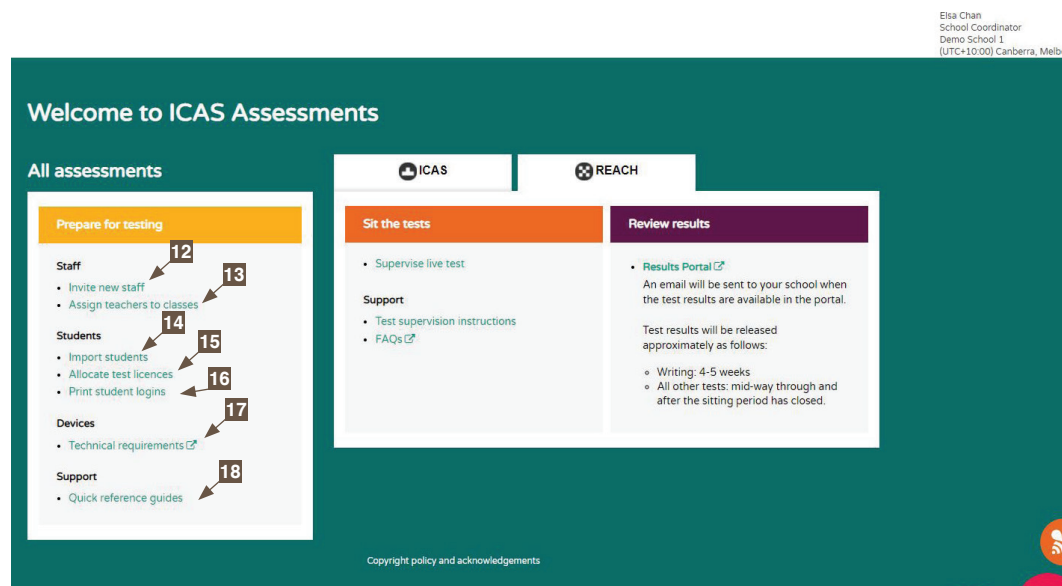 Elsa Chan
School Coordinator
Demo School 1
(UTC+10:00) Canberra, Melb
Welcome to ICAS Assessments
All assessments
ICAS
REACH
Prepare for testing
Staff
12
• Invite new staff
13
• Assign teachers to classes
14
Students
15
• Import students
• Allocate test licences
16
• Print student logins
17
Devices
• Technical requirements
18
Support
• Quick reference guides
Sit the tests
• Supervise live test
Support
• Test supervision instructions
• FAQs
Review results
• Results Portal
An email will be sent to your school when
the test results are available in the portal.
Test results will be released
approximately as follows:
Writing: 4-5 weeks
All other tests: mid-way through and
after the sitting period has closed.
Copyright policy and acknowledgements